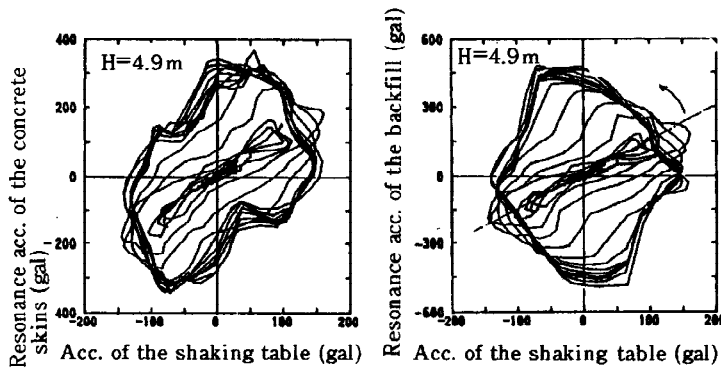 Resonance acc. of the concrete
skins (gal)
400
200
0
-200
400
H=4.9m
-200
-100
0
100
200
Acc. of the shaking table (gal)
Resonance acc. of the backfill (gal)
600
300
0
-300
-600
H=4.9m
-200
-100
0
100
200
Acc. of the shaking table (gal)